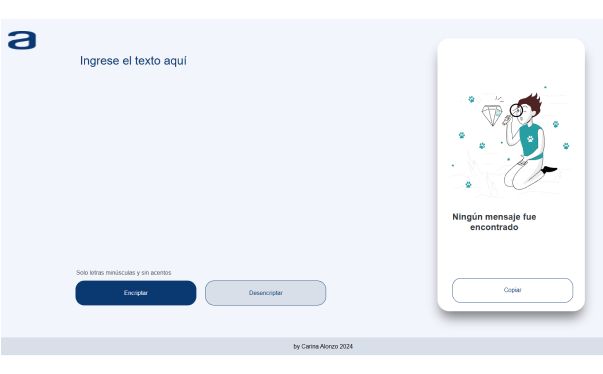 a
Ingrese el texto aquí
Ningún mensaje fue
encontrado
Solo letras minúsculas y sin acentos
Encriptar
Desencriptar
Copiar
by Carina Alonzo 2024